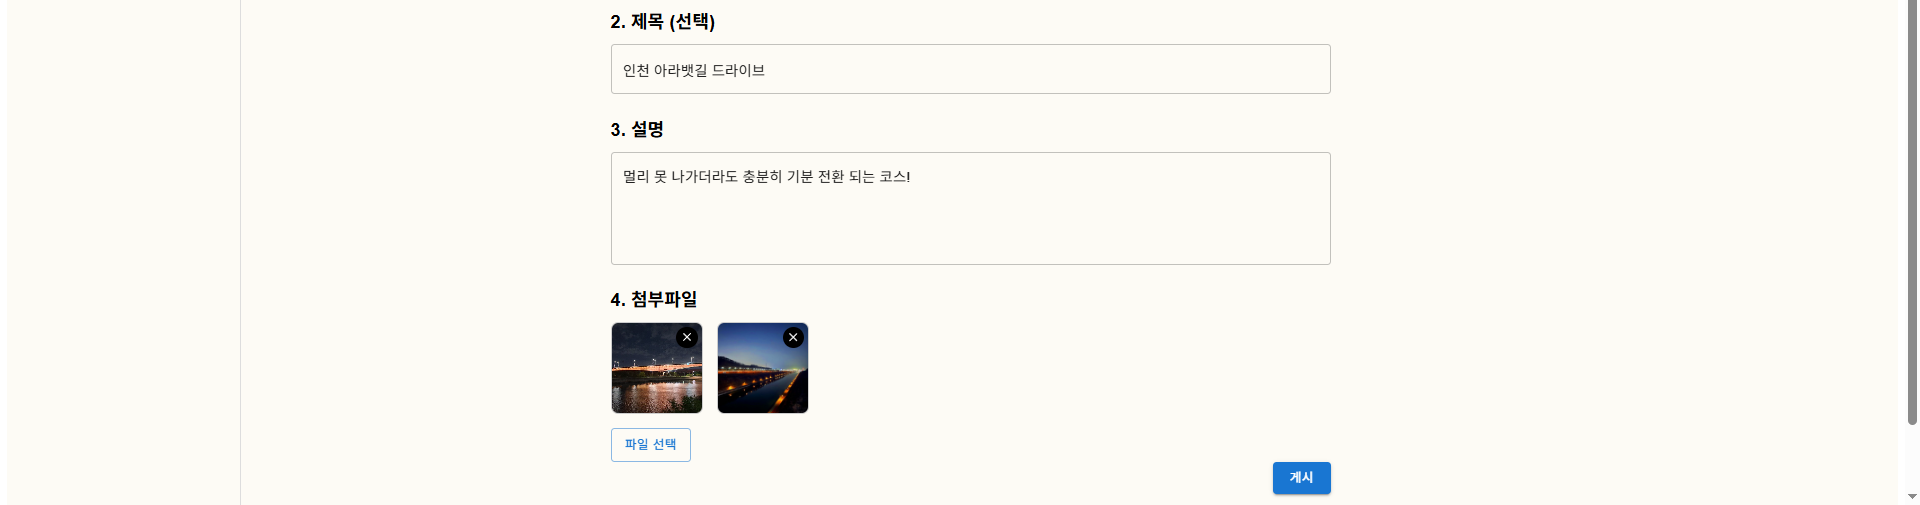 2. 제목 (선택)
인천 아라뱃길 드라이브
3. 설명
멀리 못 나가더라도 충분히 기분 전환 되는 코스!
4. 첨부파일
파일 선택
게시